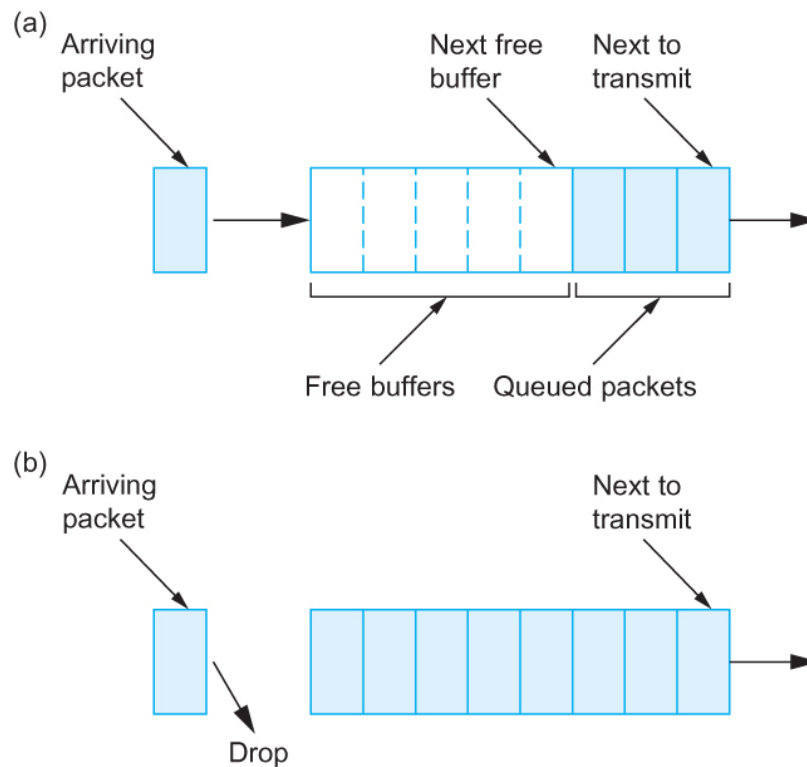 (a)
Arriving
packet
Next free
buffer
Next to
transmit
Free buffers
Queued packets
(b)
Arriving
packet
Next to
transmit
Drop